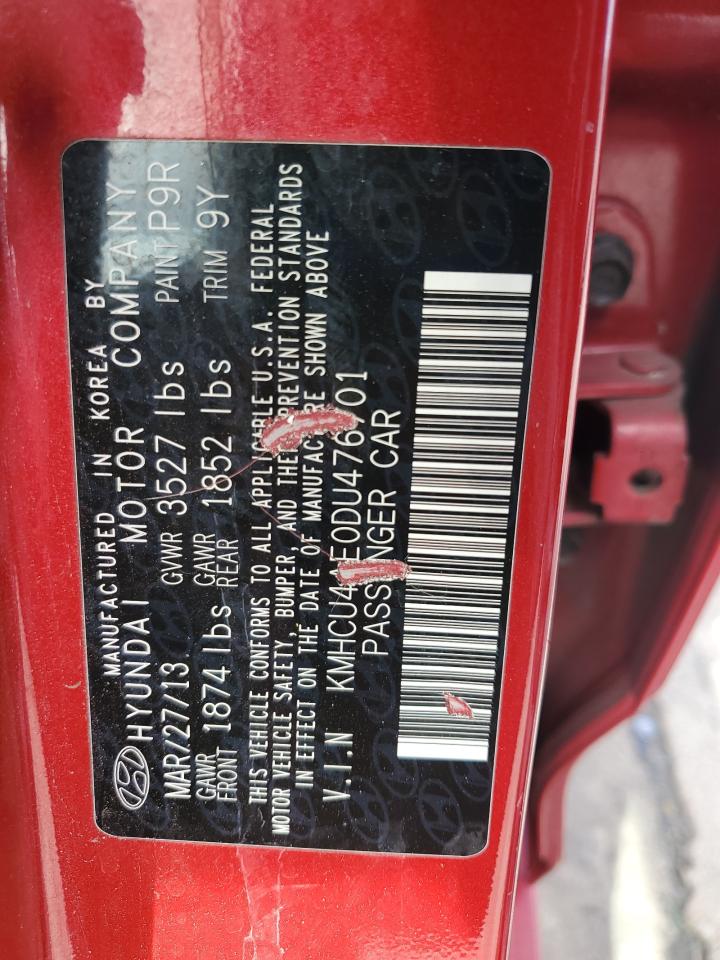 MANUFACTURED IN KOREA BY
HYUNDAI MOTOR COMPANY
MAR/27/13 GVWR 3527 lbs PAINT P9R
GAWR FRONT 1874 lbs GAWR REAR 1852 lbs TRIM 9Y
THIS VEHICLE CONFORMS TO ALL APPLICABLE U.S.A. FEDERAL
MOTOR VEHICLE SAFETY, BUMPER, AND THEFT PREVENTION STANDARDS
IN EFFECT ON THE DATE OF MANUFACTURE SHOWN ABOVE
V.I.N
PASSENGER CAR